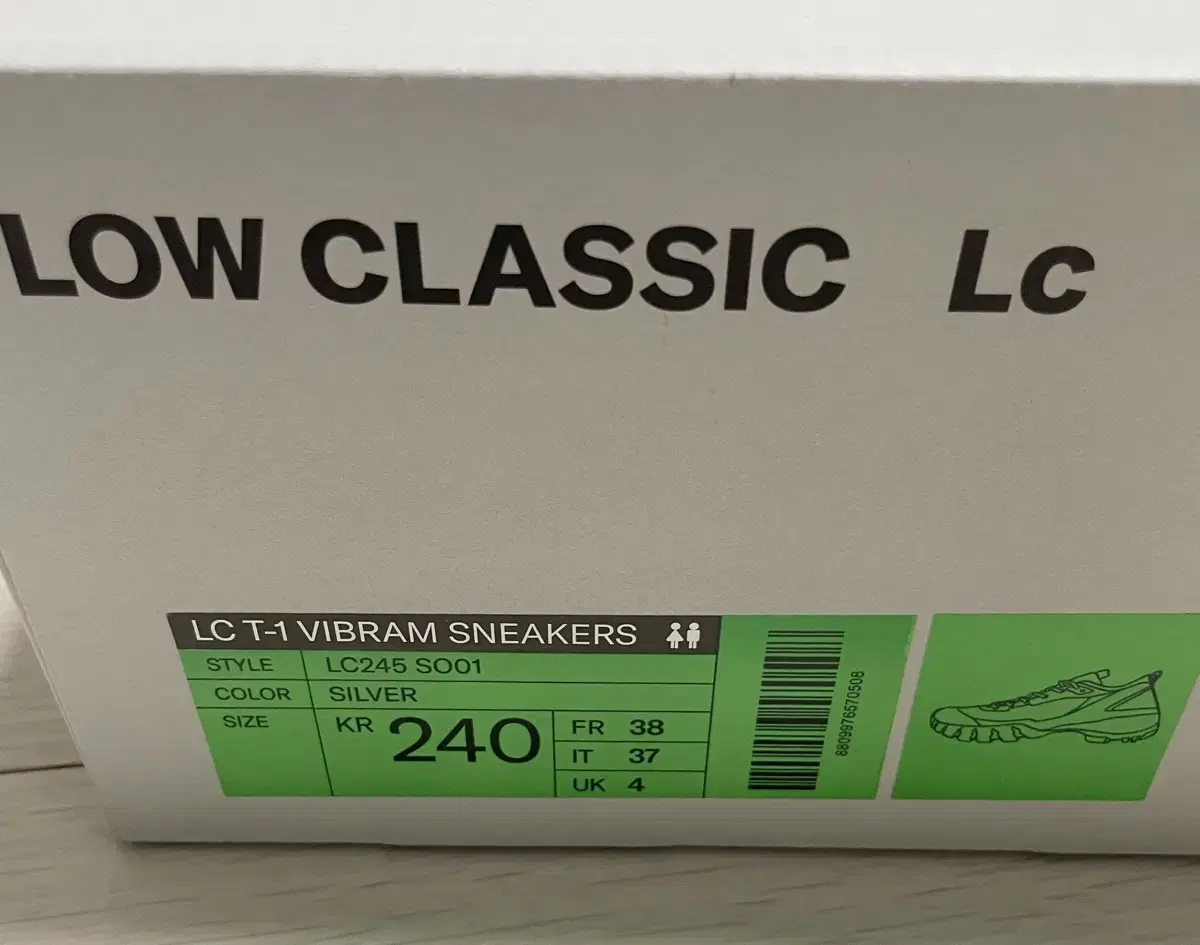 LOW CLASSIC Lc
LC T-1 VIBRAM SNEAKERS
STYLE LC245 SO01
COLOR SILVER
SIZE KR 240
FR 38
IT 37
UK 4
8809976570508